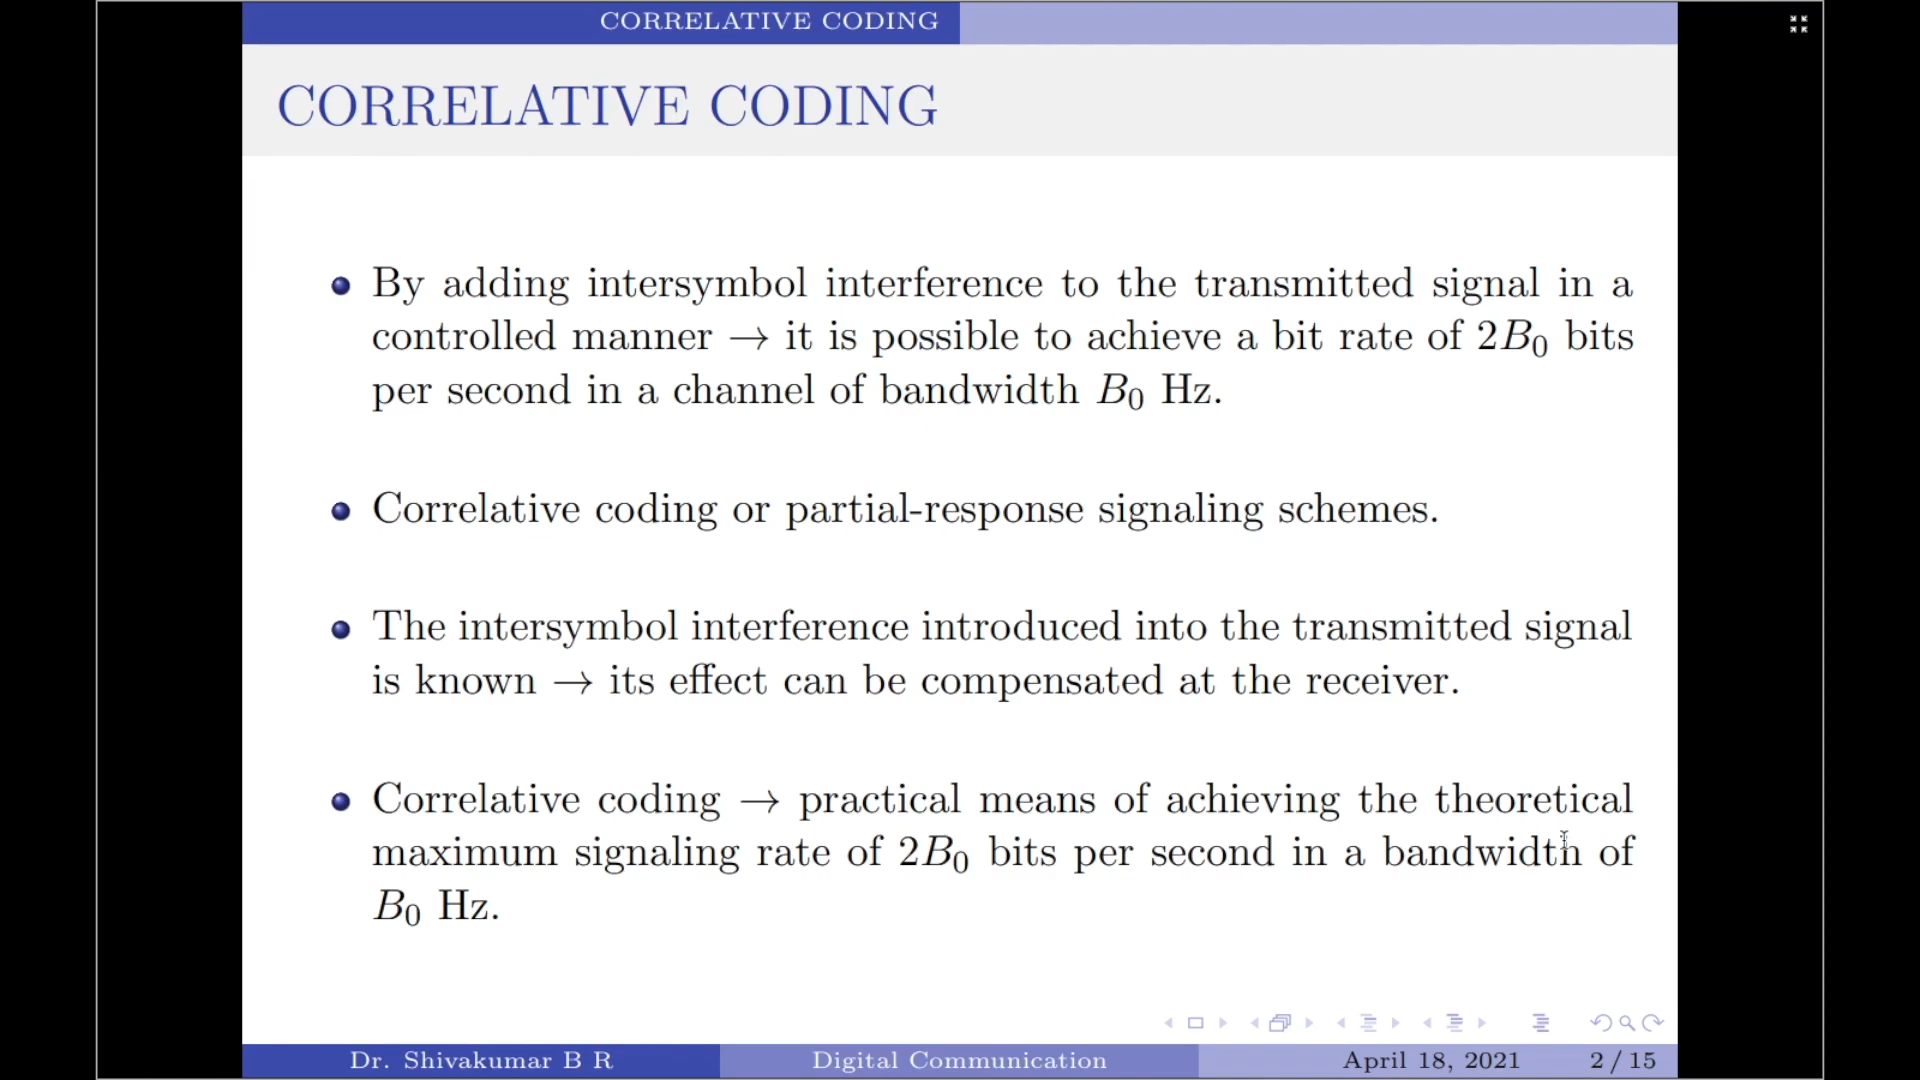 CORRELATIVE CODING
CORRELATIVE CODING
By adding intersymbol interference to the transmitted signal in a
controlled manner → it is possible to achieve a bit rate of 2B₀ bits
per second in a channel of bandwidth B₀ Hz.
Correlative coding or partial-response signaling schemes.
The intersymbol interference introduced into the transmitted signal
is known → its effect can be compensated at the receiver.
Correlative coding → practical means of achieving the theoretical
maximum signaling rate of 2B₀ bits per second in a bandwidth of
B₀ Hz.
Dr. Shivakumar B R Digital Communication April 18, 2021 2 / 15